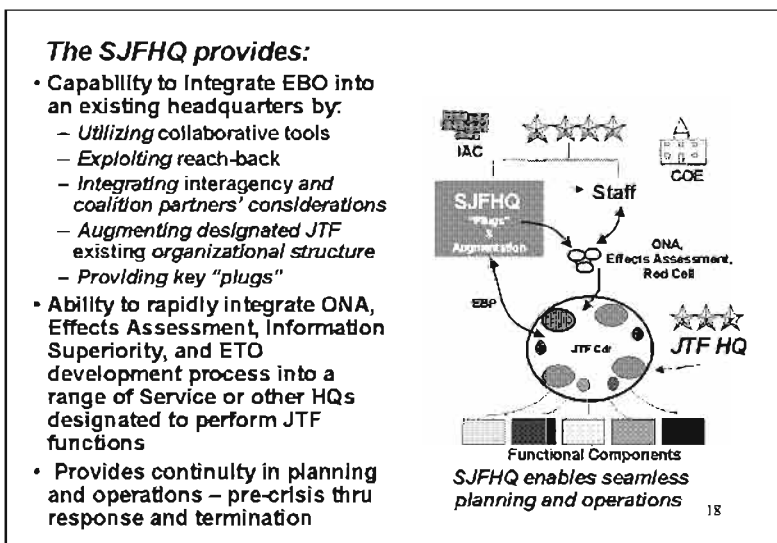 The SJFHQ provides:
• Capability to integrate EBO into
an existing headquarters by:
– Utilizing collaborative tools
– Exploiting reach-back
– Integrating interagency and
coalition partners' considerations
– Augmenting designated JTF
existing organizational structure
– Providing key "plugs"
• Ability to rapidly integrate ONA,
Effects Assessment, Information
Superiority, and ETO
development process into a
range of Service or other HQs
designated to perform JTF
functions
• Provides continuity in planning
and operations – pre-crisis thru
response and termination
IAC
COE
Staff
SJFHQ
"Plugs"
&
Augmentation
ONA,
Effects Assessment,
Red Cell
EBP
JTF Cdr
JTF HQ
Functional Components
SJFHQ enables seamless
planning and operations
18